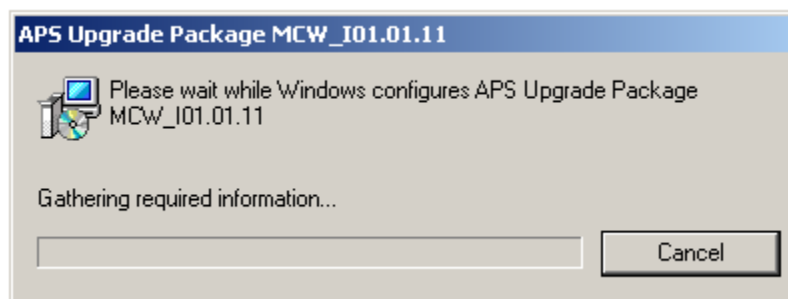 APS Upgrade Package MCW_I01.01.11
Please wait while Windows configures APS Upgrade Package
MCW_I01.01.11
Gathering required information...
Cancel